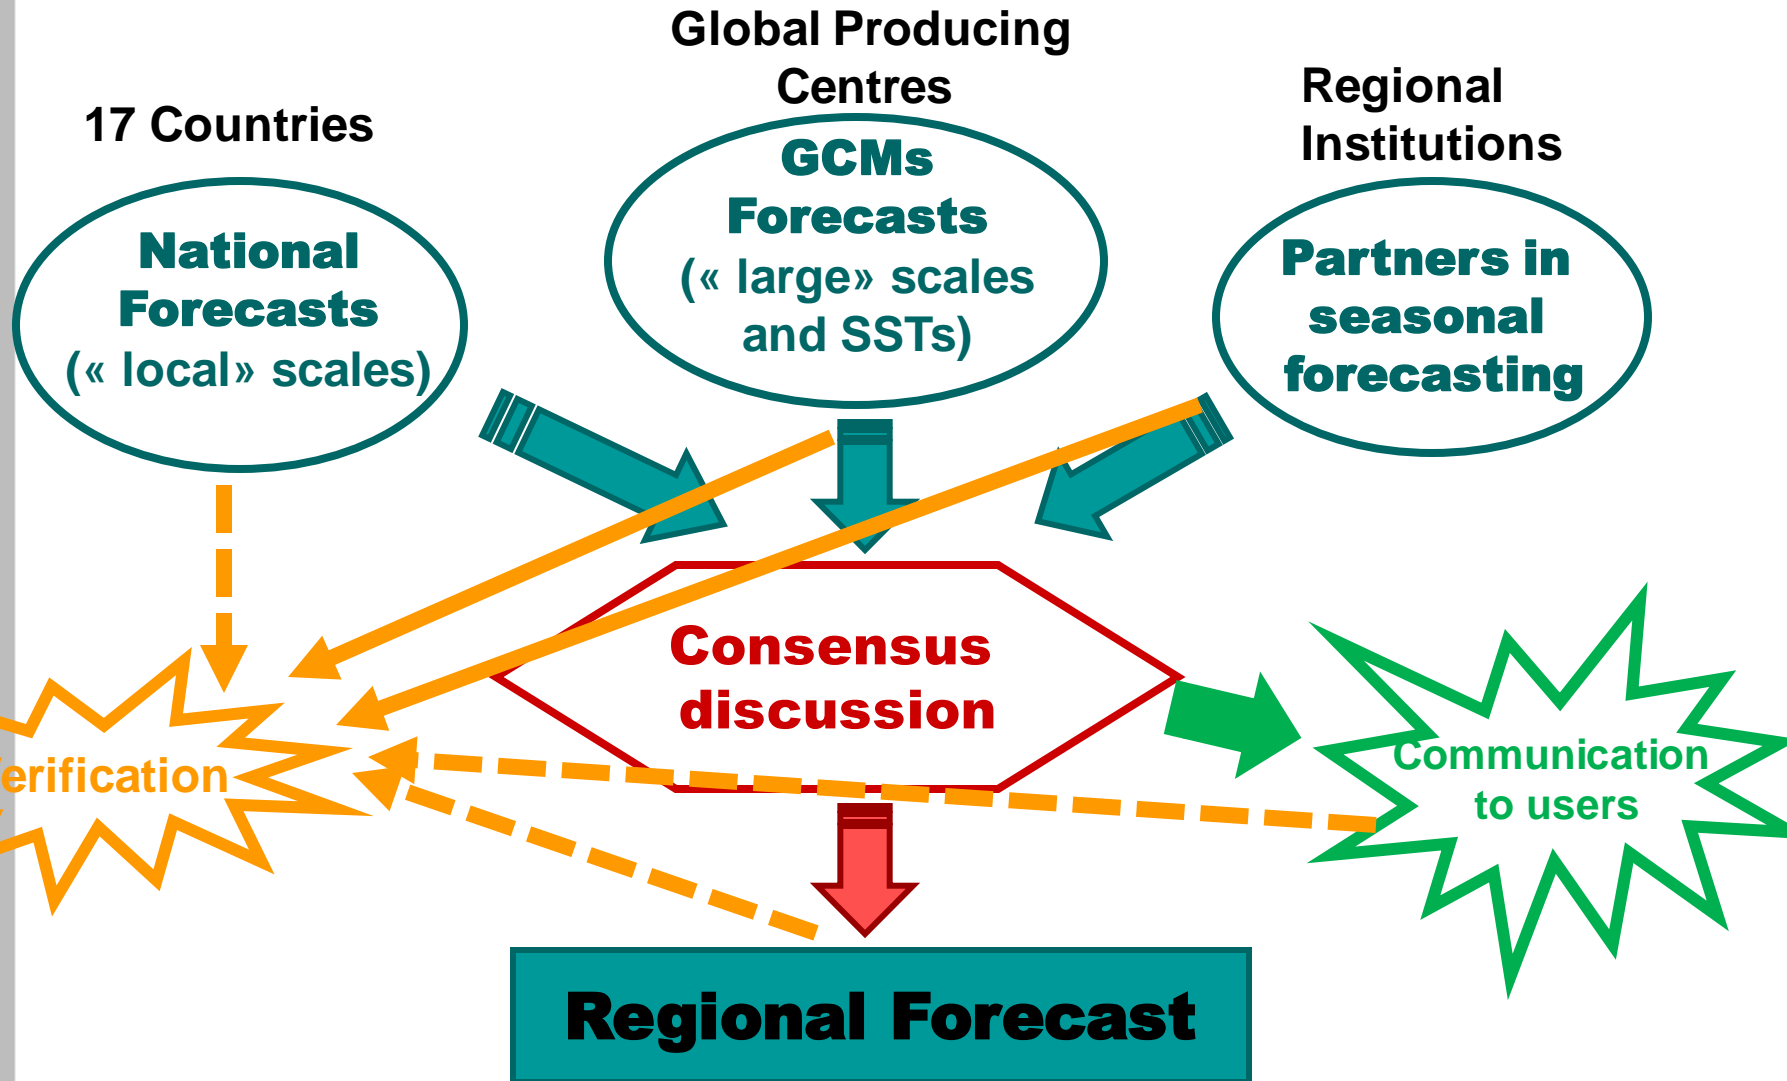 Global Producing
Centres
Regional
Institutions
17 Countries
GCMs
Forecasts
(« large» scales
and SSTs)
National
Forecasts
(« local» scales)
Partners in
seasonal
forecasting
Consensus
discussion
erification
Communication
to users
Regional Forecast